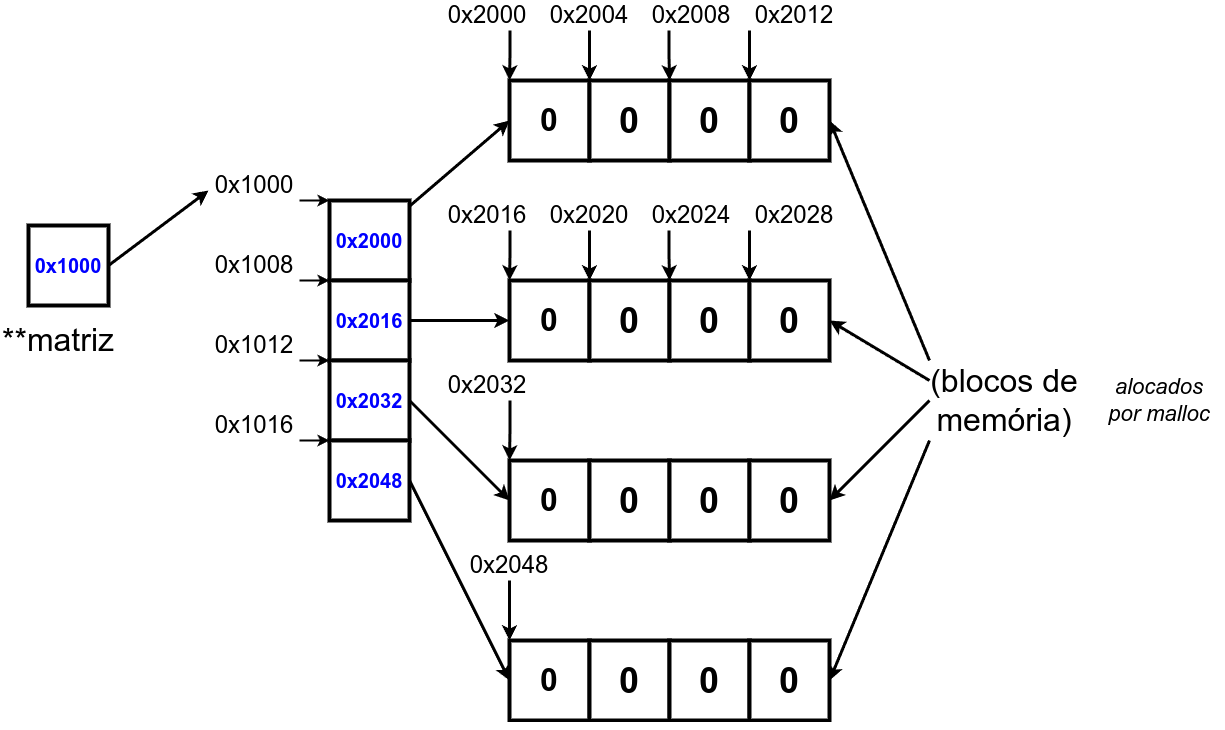 0x2000 0x2004 0x2008 0x2012
0 0 0 0
0x1000
0x2000
0x2016 0x2020 0x2024 0x2028
0x1000
0x1008
0x2016
0 0 0 0
**matriz
0x1012
0x2032
0x2032
(blocos de
memória)
alocados
por malloc
0x1016
0x2048
0 0 0 0
0x2048
0 0 0 0